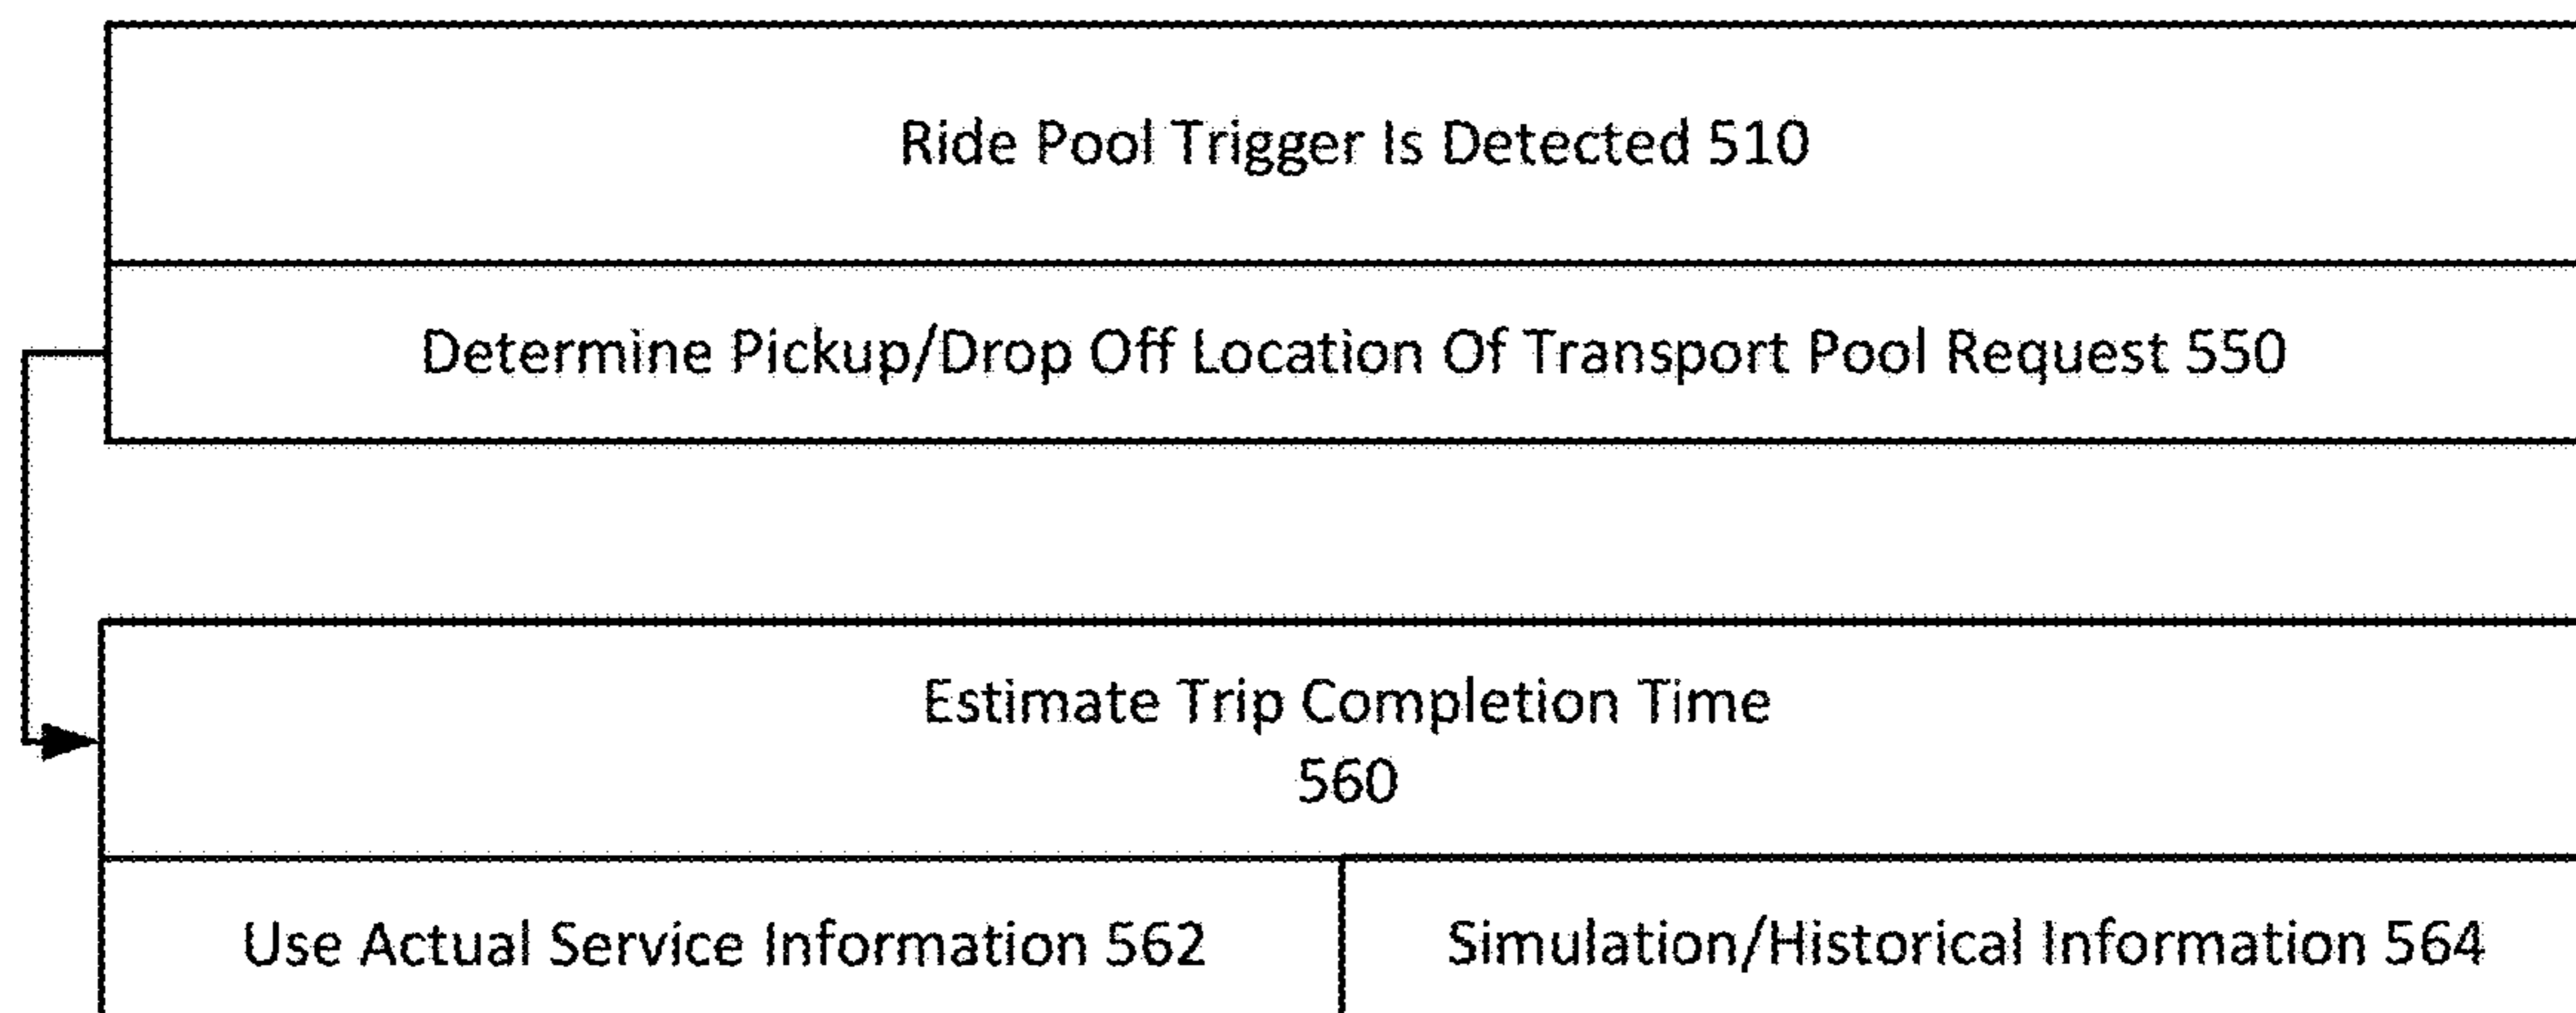 Ride Pool Trigger Is Detected 510
Determine Pickup/Drop Off Location Of Transport Pool Request 550
Estimate Trip Completion Time
560
Use Actual Service Information 562
Simulation/Historical Information 564